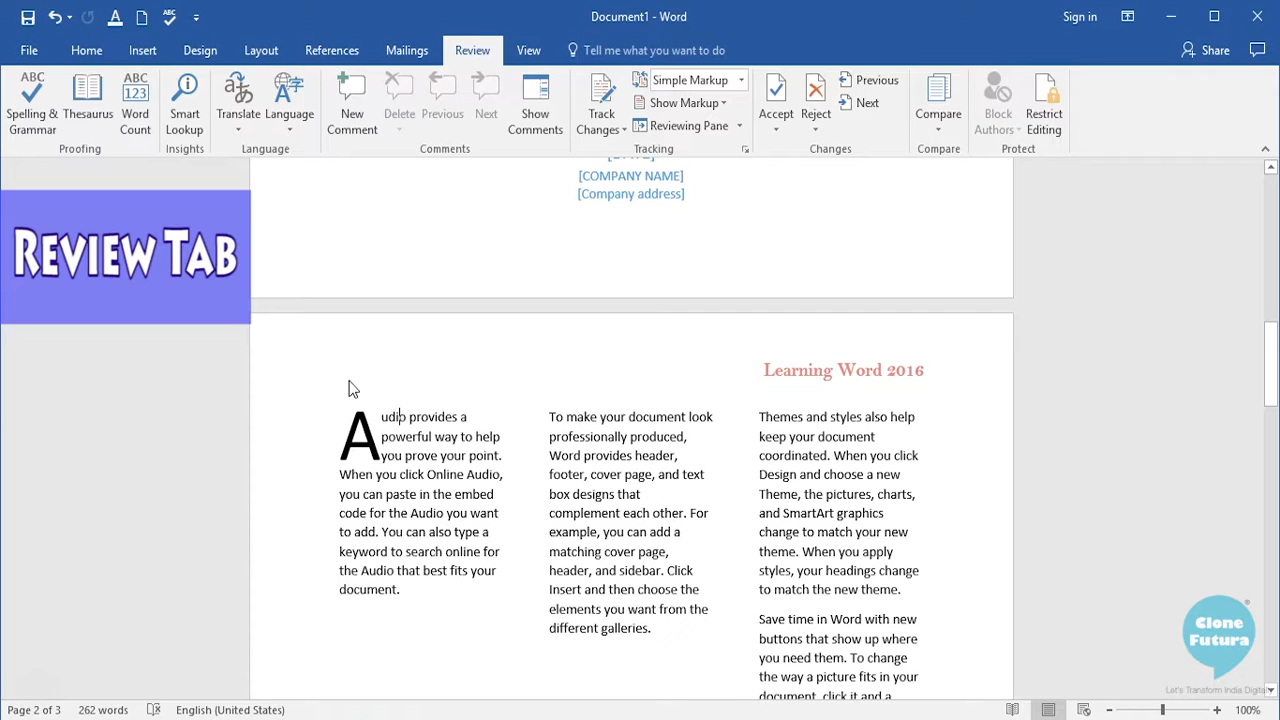 ABC
Document1 - Word
Sign in
File
Home
Insert
Design
Layout
References
Mailings
Review
View
Tell me what you want to do
Share
ABC
Spelling & Grammar
Thesaurus
ABC
123
Word Count
Smart Lookup
Translate
Language
New Comment
Delete
Previous
Next
Show Comments
Track Changes
Simple Markup
Show Markup
Reviewing Pane
Accept
Reject
Previous
Next
Compare
Block Authors
Restrict Editing
Proofing
Insights
Language
Comments
Tracking
Changes
Compare
Protect
[COMPANY NAME]
[Company address]
REVIEW TAB
Learning Word 2016
Audio provides a
powerful way to help
you prove your point.
When you click Online Audio,
you can paste in the embed
code for the Audio you want
to add. You can also type a
keyword to search online for
the Audio that best fits your
document.
To make your document look
professionally produced,
Word provides header,
footer, cover page, and text
box designs that
complement each other. For
example, you can add a
matching cover page,
header, and sidebar. Click
Insert and then choose the
elements you want from the
different galleries.
Themes and styles also help
keep your document
coordinated. When you click
Design and choose a new
Theme, the pictures, charts,
and SmartArt graphics
change to match your new
theme. When you apply
styles, your headings change
to match the new theme.
Save time in Word with new
buttons that show up where
you need them. To change
the way a picture fits in your
document, click it and a
Clone
Futura
Let's Transform India Digital
Page 2 of 3
262 words
English (United States)
100%